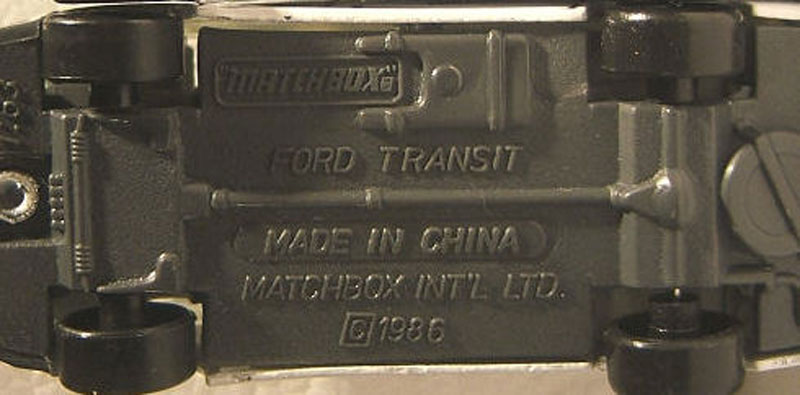 "MATCHBOX"®
FORD TRANSIT
MADE IN CHINA
MATCHBOX INT'L LTD.
©1986